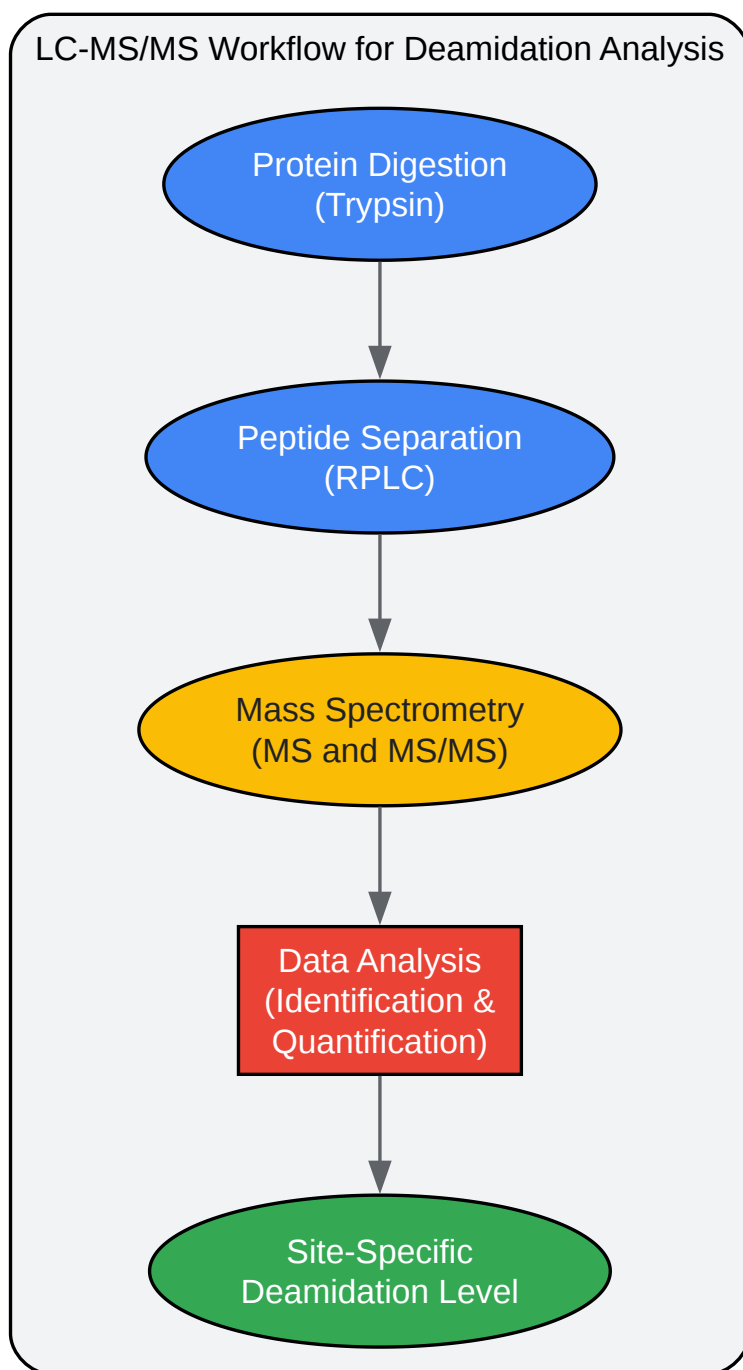 LC-MS/MS Workflow for Deamidation Analysis
Protein Digestion
(Trypsin)
Peptide Separation
(RPLC)
Mass Spectrometry
(MS and MS/MS)
Data Analysis
(Identification &
Quantification)
Site-Specific
Deamidation Level